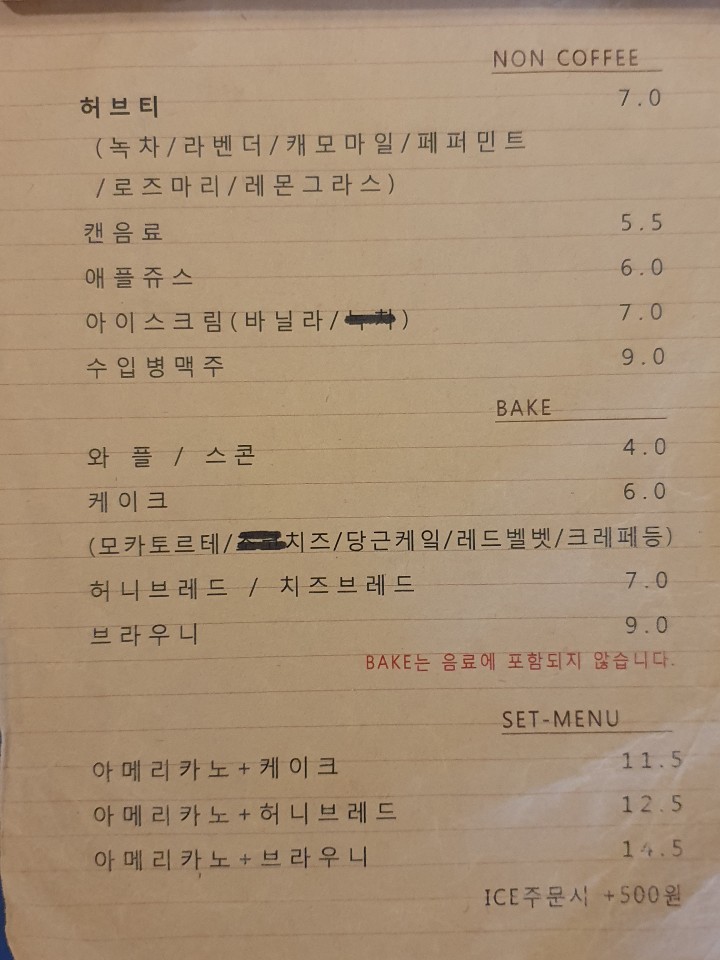 NON COFFEE
허브티 7.0
(녹차/라벤더/캐모마일/페퍼민트
/로즈마리/레몬그라스)
캔음료 5.5
애플쥬스 6.0
아이스크림(바닐라/ )
7.0
수입병맥주 9.0
BAKE
와 플 / 스콘 4.0
케이크 6.0
(모카토르테/ 치즈/당근케잌/레드벨벳/크레페등)
허니브레드 / 치즈브레드 7.0
브라우니 9.0
BAKE는 음료에 포함되지 않습니다.
SET-MENU
아메리카노+케이크 11.5
아메리카노+허니브레드 12.5
아메리카노+브라우니 14.5
ICE주문시 +500원